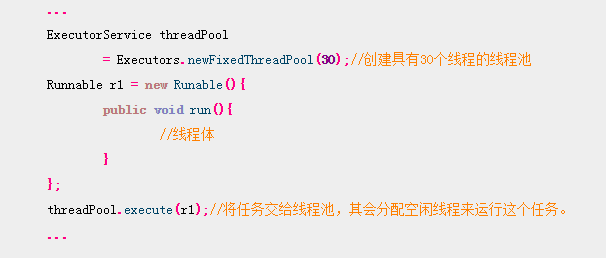 ...
ExecutorService threadPool
= Executors.newFixedThreadPool(30);//创建具有30个线程的线程池
Runnable r1 = new Runable(){
public void run(){
//线程体
}
};
threadPool.execute(r1);//将任务交给线程池，其会分配空闲线程来运行这个任务。
...